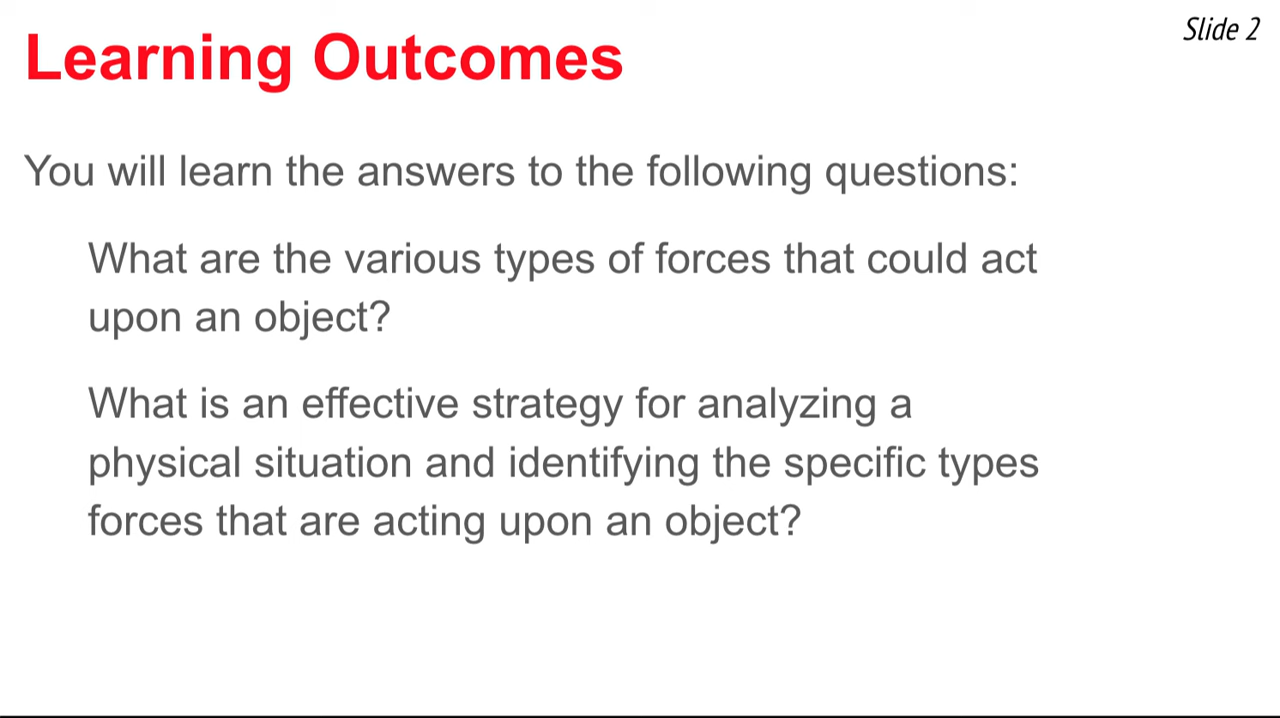 Slide 2
Learning Outcomes
You will learn the answers to the following questions:
What are the various types of forces that could act
upon an object?
What is an effective strategy for analyzing a
physical situation and identifying the specific types
forces that are acting upon an object?